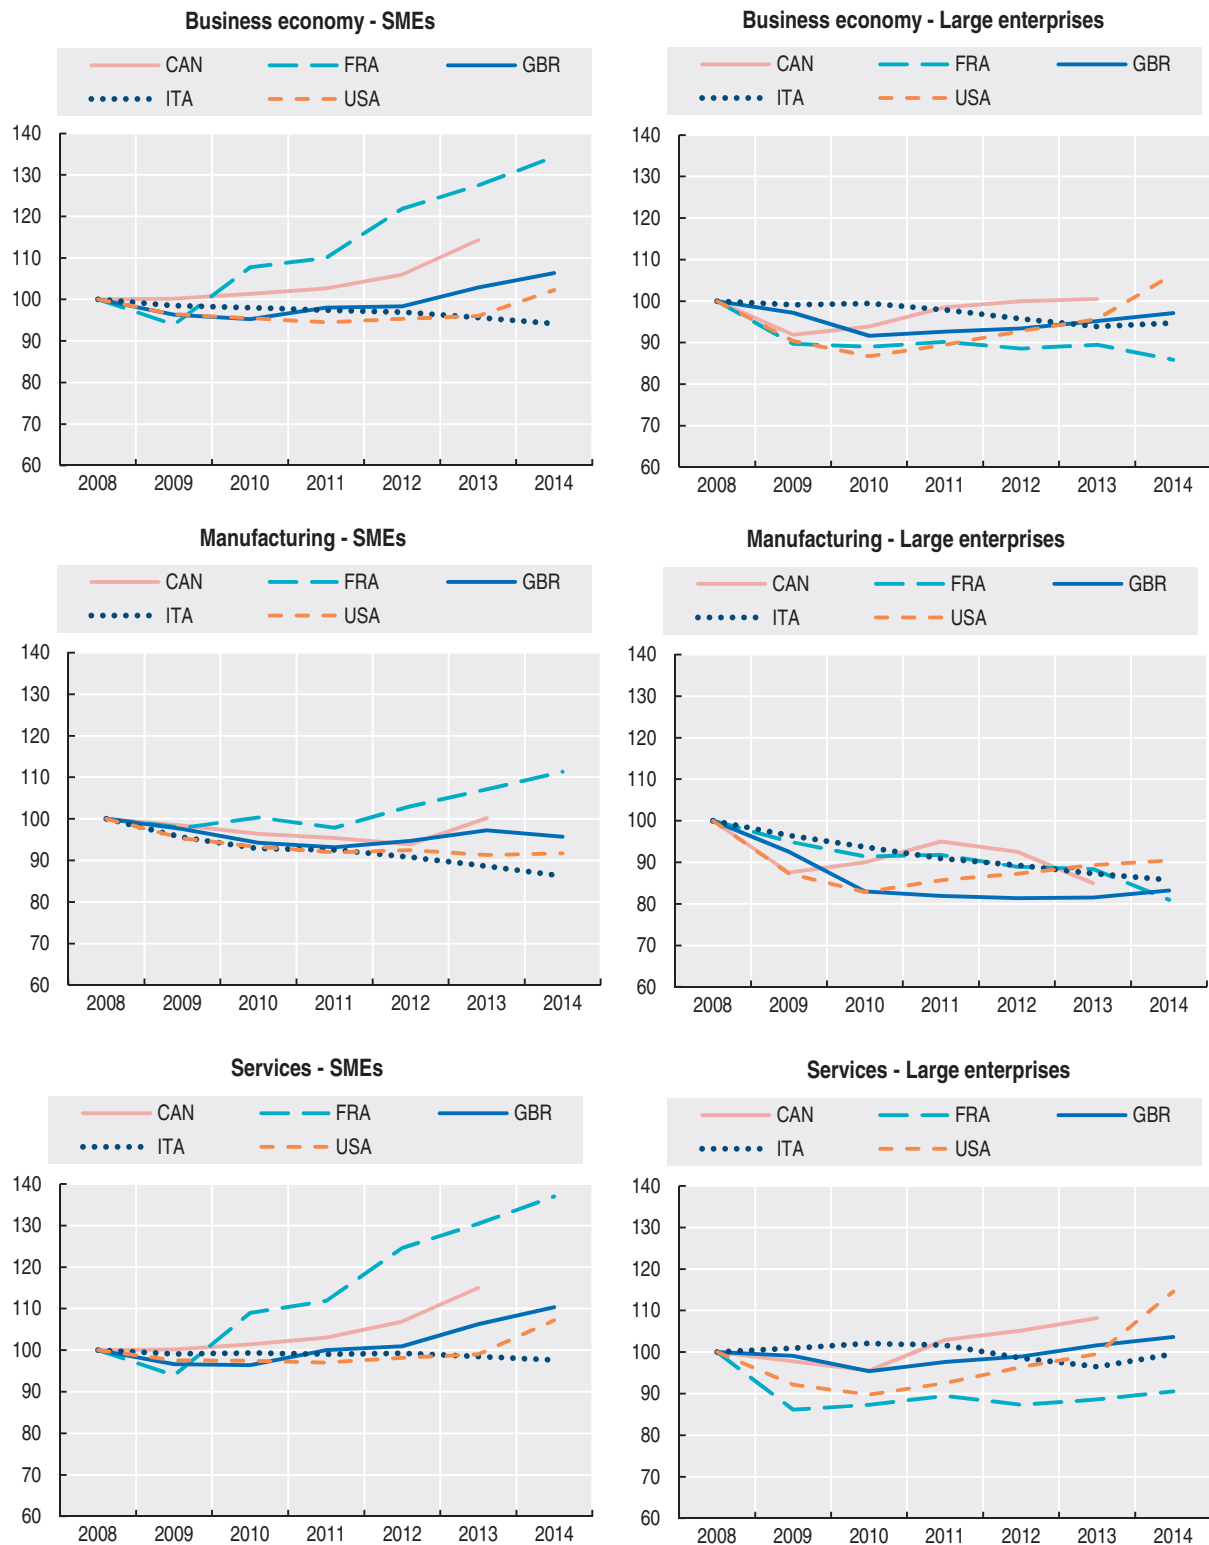 Business economy - SMEs
CAN FRA GBR
ITA USA
140
130
120
110
100
90
80
70
60
2008 2009 2010 2011 2012 2013 2014
Business economy - Large enterprises
CAN FRA GBR
ITA USA
140
130
120
110
100
90
80
70
60
2008 2009 2010 2011 2012 2013 2014
Manufacturing - SMEs
CAN FRA GBR
ITA USA
140
130
120
110
100
90
80
70
60
2008 2009 2010 2011 2012 2013 2014
Manufacturing - Large enterprises
CAN FRA GBR
ITA USA
140
130
120
110
100
90
80
70
60
2008 2009 2010 2011 2012 2013 2014
Services - SMEs
CAN FRA GBR
ITA USA
140
130
120
110
100
90
80
70
60
2008 2009 2010 2011 2012 2013 2014
Services - Large enterprises
CAN FRA GBR
ITA USA
140
130
120
110
100
90
80
70
60
2008 2009 2010 2011 2012 2013 2014